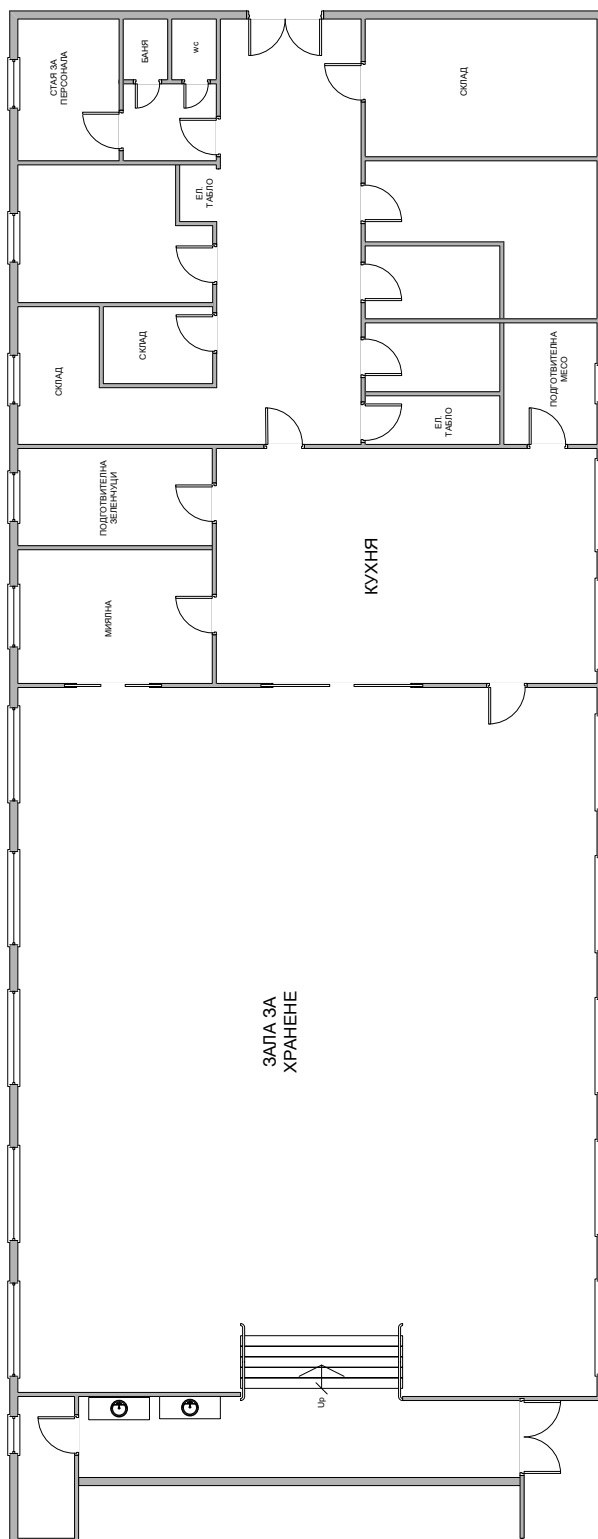 СТАЯ ЗА
ПЕРСОНАЛА
БАНЯ
wc
СКЛАД
ЕЛ.
ТАБЛО
СКЛАД
СКЛАД
ПОДГОТВИТЕЛНА
МЕСО
ЕЛ.
ТАБЛО
ПОДГОТВИТЕЛНА
ЗЕЛЕНЧУЦИ
КУХНЯ
МИЯЛНА
ЗАЛА ЗА
ХРАНЕНЕ
Up